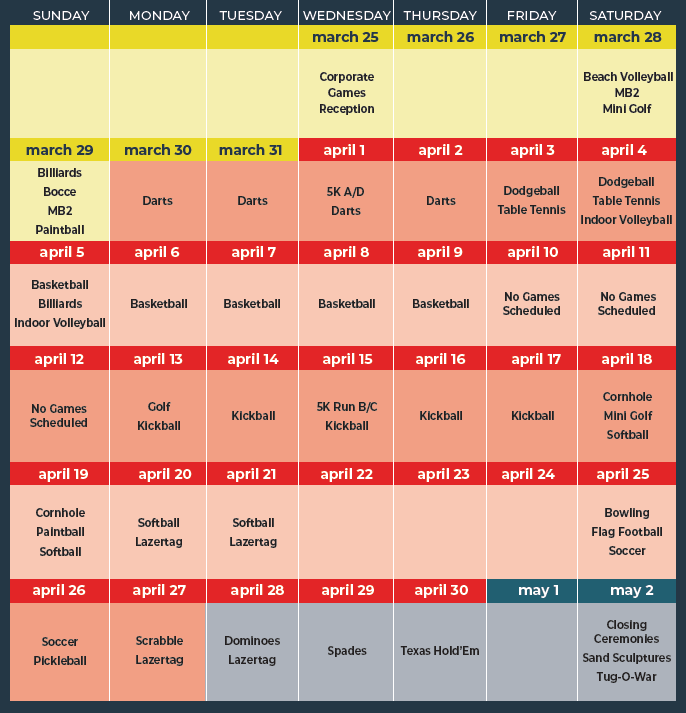 SUNDAY MONDAY TUESDAY WEDNESDAY THURSDAY FRIDAY SATURDAY
march 25 march 26 march 27 march 28
Corporate
Games
Reception
Beach Volleyball
MB2
Mini Golf
march 29 march 30 march 31 april 1 april 2 april 3 april 4
Billiards
Bocce
MB2
Paintball
Darts
Darts
5K A/D
Darts
Darts
Dodgeball
Table Tennis
Dodgeball
Table Tennis
Indoor Volleyball
april 5 april 6 april 7 april 8 april 9 april 10 april 11
Basketball
Billiards
Indoor Volleyball
Basketball
Basketball
Basketball
Basketball
No Games
Scheduled
No Games
Scheduled
april 12 april 13 april 14 april 15 april 16 april 17 april 18
No Games
Scheduled
Golf
Kickball
Kickball
5K Run B/C
Kickball
Kickball
Kickball
Cornhole
Mini Golf
Softball
april 19 april 20 april 21 april 22 april 23 april 24 april 25
Cornhole
Paintball
Softball
Softball
Lazertag
Softball
Lazertag
Bowling
Flag Football
Soccer
april 26 april 27 april 28 april 29 april 30 may 1 may 2
Soccer
Pickleball
Scrabble
Lazertag
Dominoes
Lazertag
Spades
Texas Hold'Em
Closing
Ceremonies
Sand Sculptures
Tug-O-War